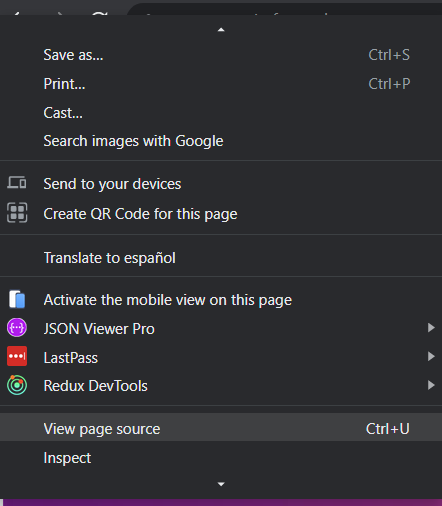 Save as... Ctrl+S
Print... Ctrl+P
Cast...
Search images with Google
Send to your devices
Create QR Code for this page
Translate to español
Activate the mobile view on this page
JSON Viewer Pro
LastPass
Redux DevTools
View page source Ctrl+U
Inspect